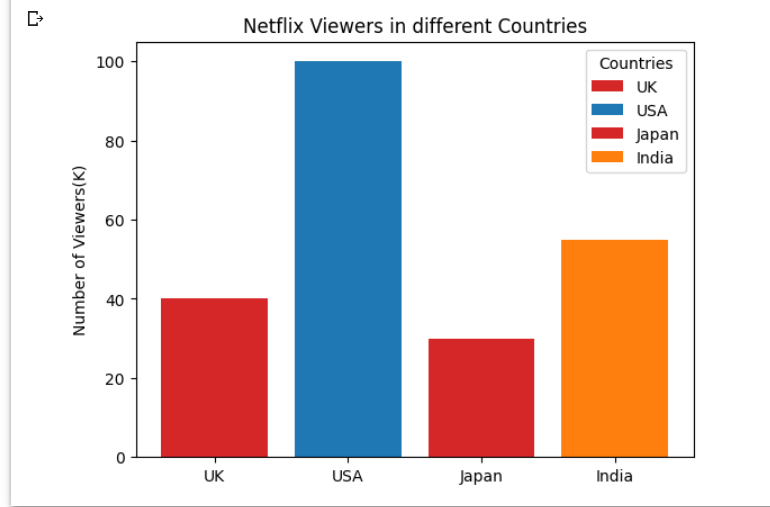 Netflix Viewers in different Countries
Countries
UK
USA
Japan
India
Number of Viewers(K)
100
80
60
40
20
0
UK USA Japan India